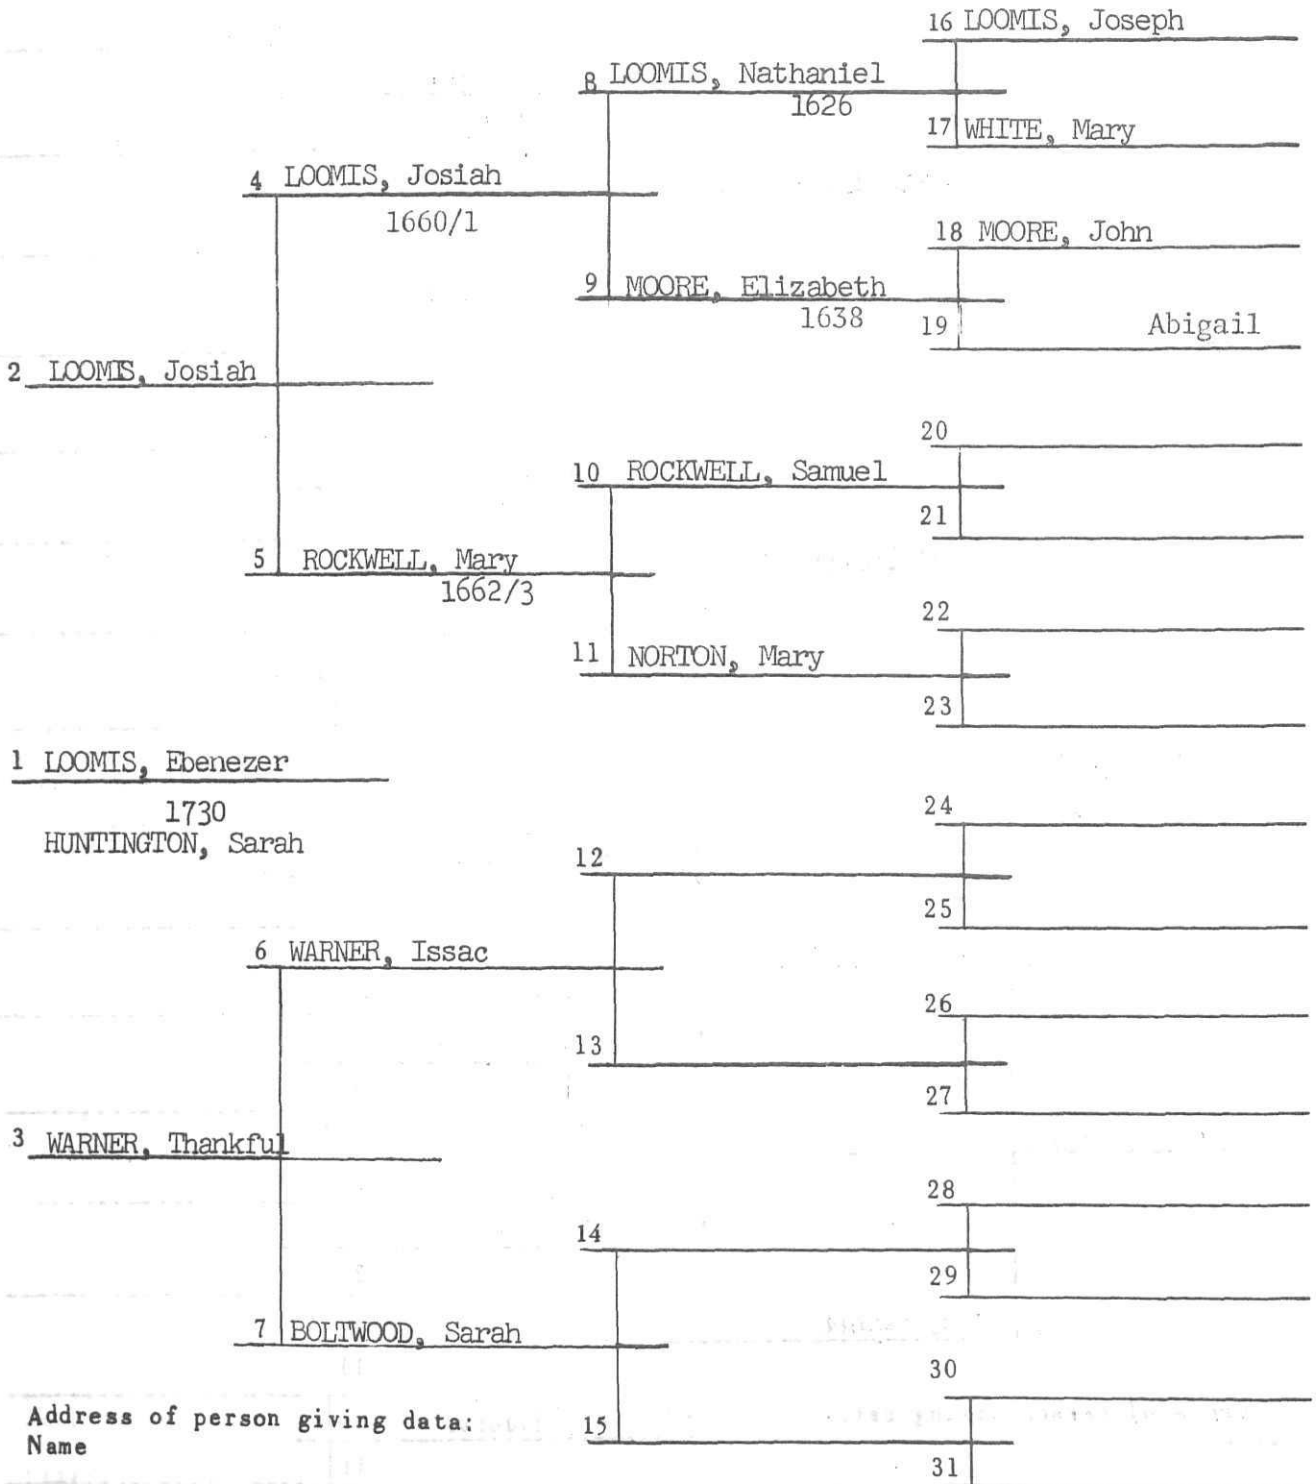 16 LOOMIS, Joseph
8 LOOMIS, Nathaniel
1626
17 WHITE, Mary
4 LOOMIS, Josiah
1660/1
18 MOORE, John
9 MOORE, Elizabeth
1638
19 Abigail
2 LOOMIS, Josiah
20
10 ROCKWELL, Samuel
21
5 ROCKWELL, Mary
1662/3
22
11 NORTON, Mary
23
1 LOOMIS, Ebenezer
1730
HUNTINGTON, Sarah
24
12
25
6 WARNER, Issac
26
13
27
3 WARNER, Thankful
28
14
29
7 BOLTWOOD, Sarah
30
Address of person giving data:
15
Name
31